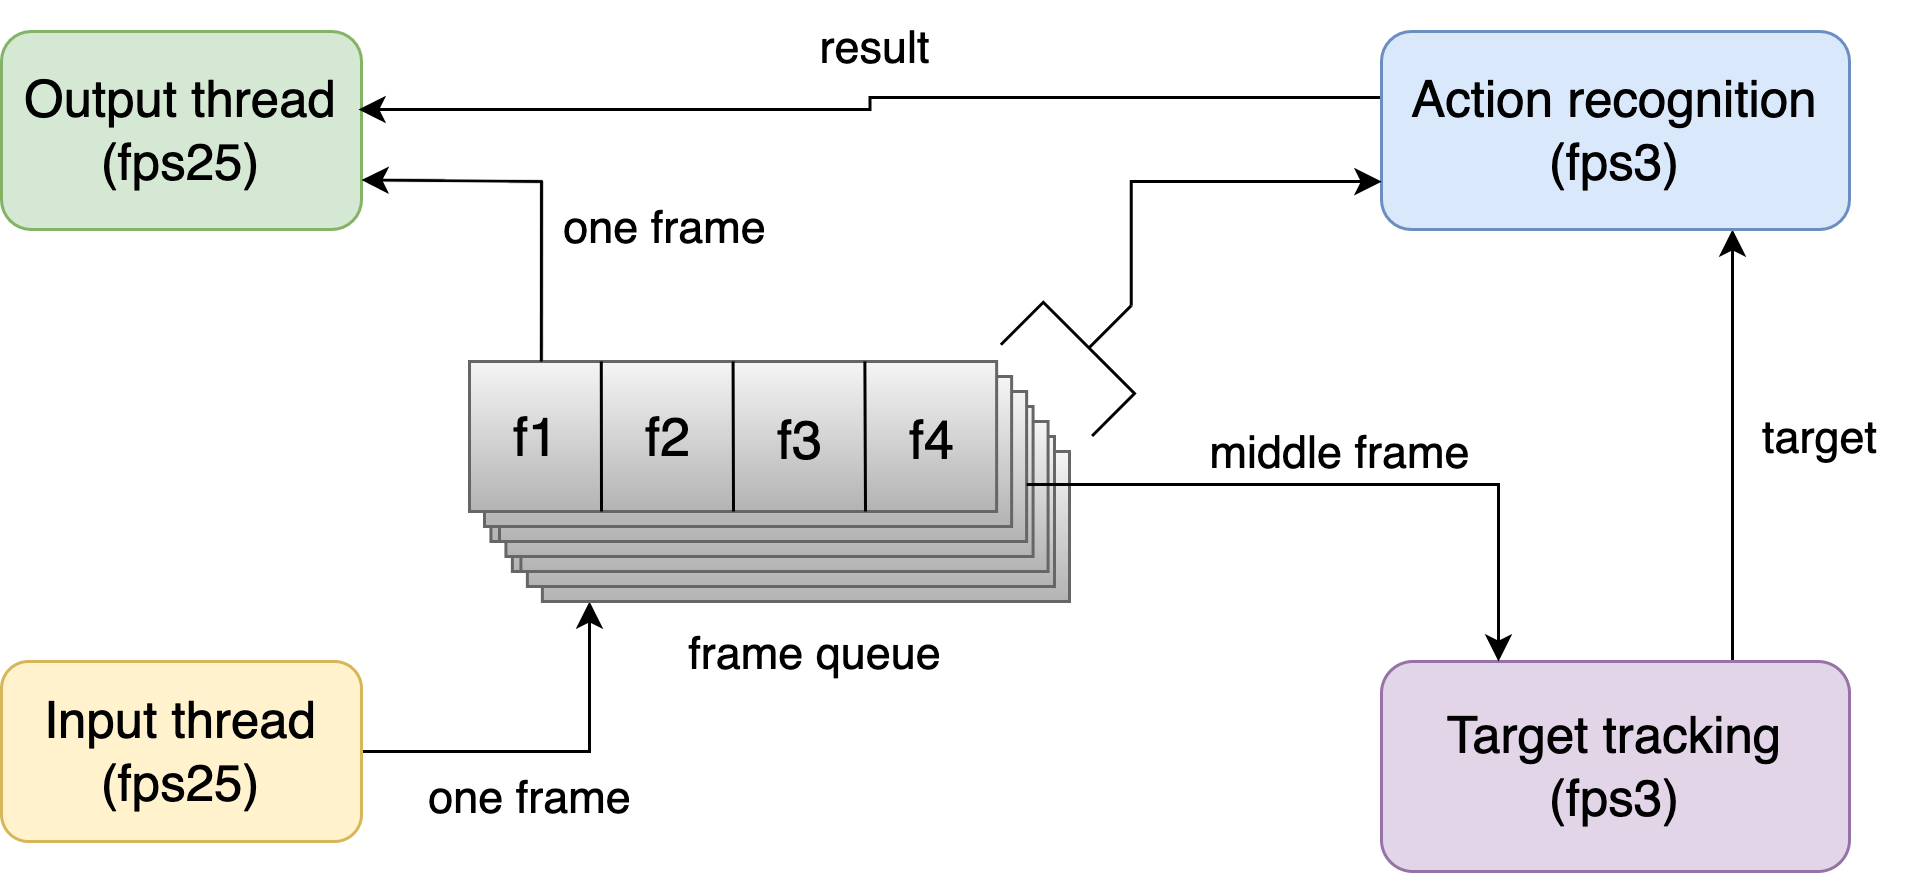 result
Output thread
(fps25)
Action recognition
(fps3)
one frame
f1 f2 f3 f4
middle frame
target
frame queue
Input thread
(fps25)
one frame
Target tracking
(fps3)